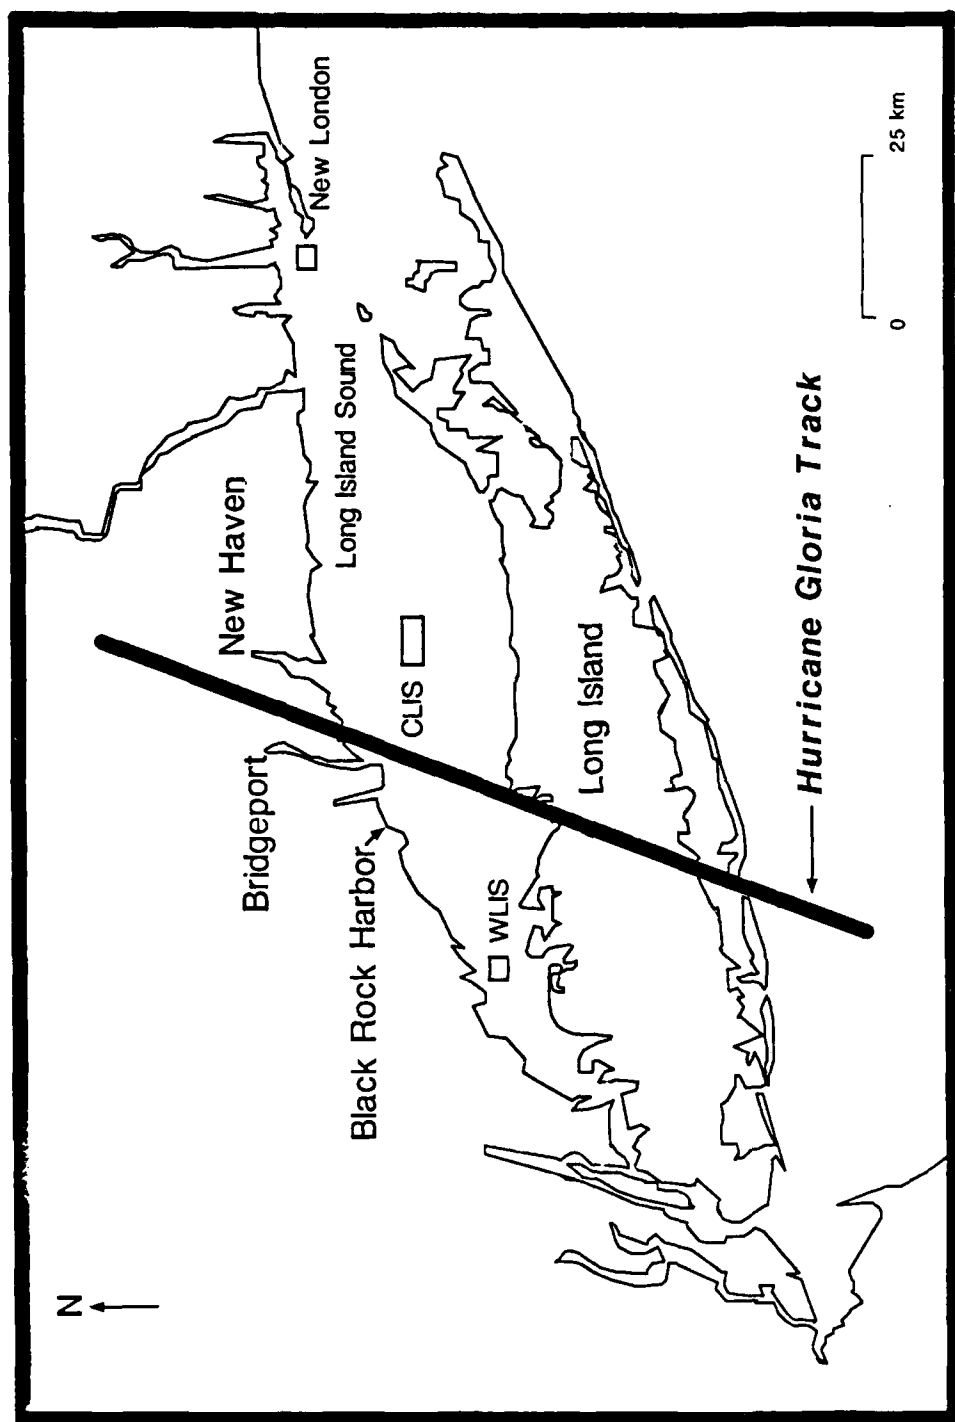 N
New London
New Haven
Long Island Sound
Bridgeport
CLIS
Black Rock Harbor
WLIS
Long Island
Hurricane Gloria Track
0
25 km